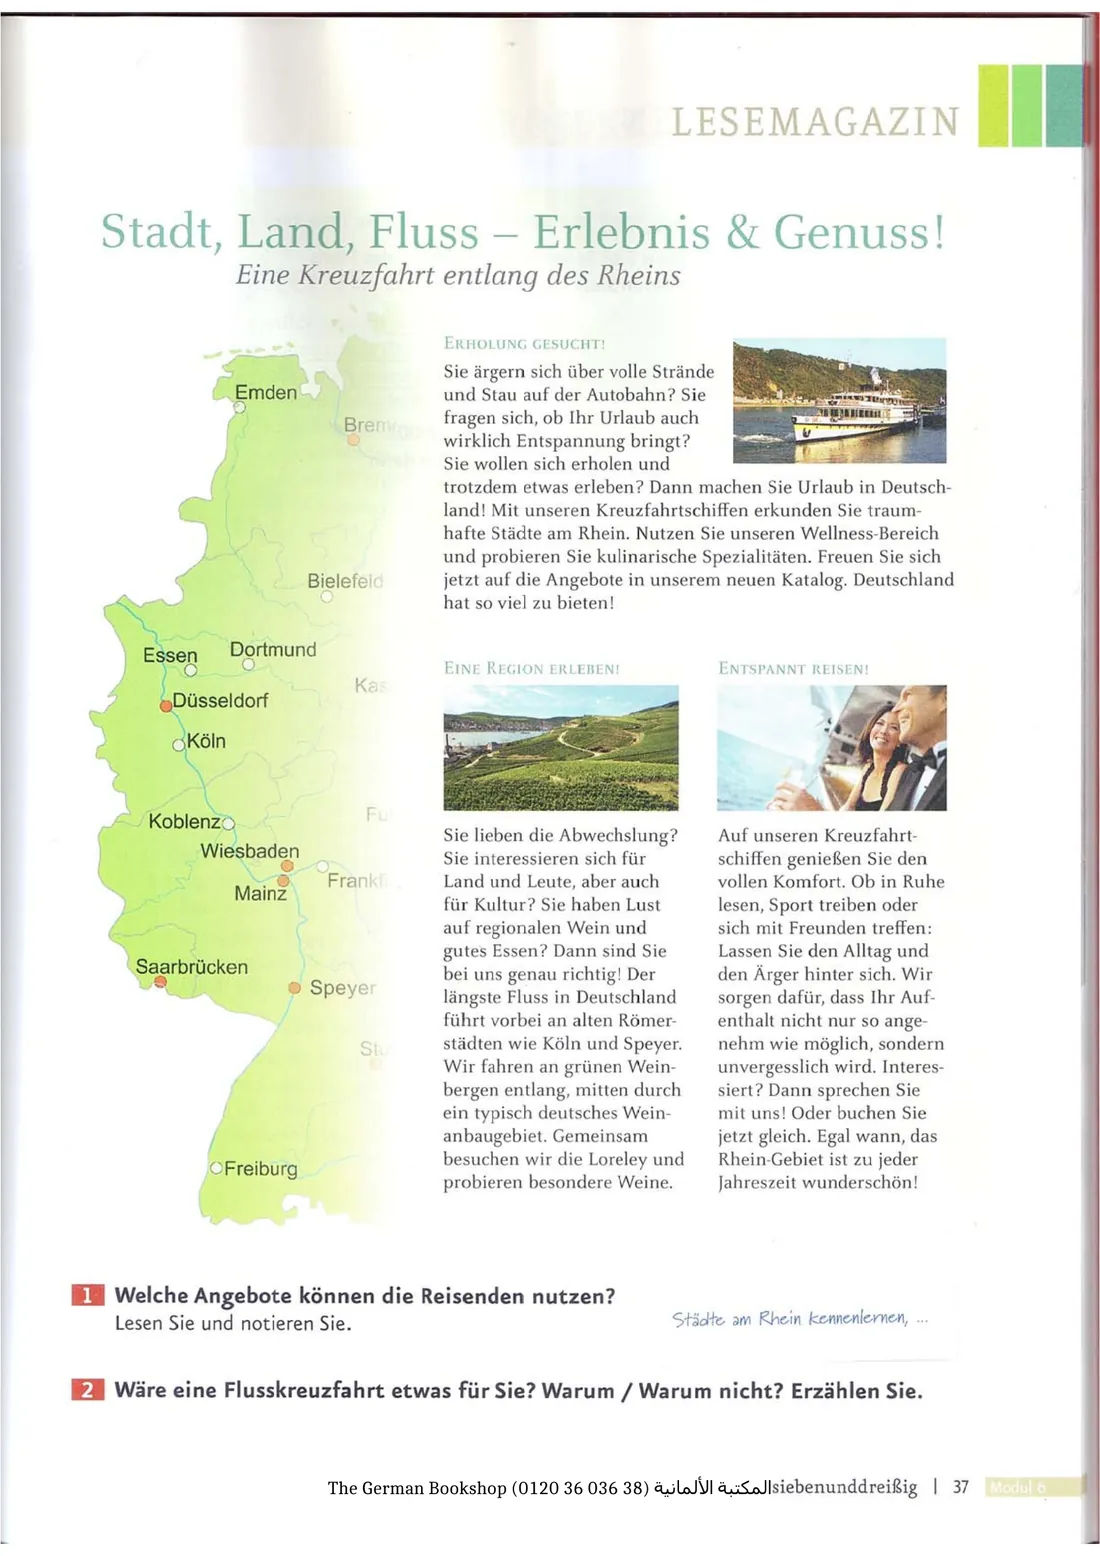 LESEMAGAZIN
Stadt, Land, Fluss – Erlebnis & Genuss!
Eine Kreuzfahrt entlang des Rheins
Emden
Brem
Bielefeld
Essen
Dortmund
Kas
Düsseldorf
Köln
Koblenz
Fu
Wiesbaden
Frankf
Mainz
Saarbrücken
Speyer
Stu
Freiburg
ERHOLUNG GESUCHT!
Sie ärgern sich über volle Strände
und Stau auf der Autobahn? Sie
fragen sich, ob Ihr Urlaub auch
wirklich Entspannung bringt?
Sie wollen sich erholen und
trotzdem etwas erleben? Dann machen Sie Urlaub in Deutsch-
land! Mit unseren Kreuzfahrtschiffen erkunden Sie traum-
hafte Städte am Rhein. Nutzen Sie unseren Wellness-Bereich
und probieren Sie kulinarische Spezialitäten. Freuen Sie sich
jetzt auf die Angebote in unserem neuen Katalog. Deutschland
hat so viel zu bieten!
EINE REGION ERLEBEN!
Sie lieben die Abwechslung?
Sie interessieren sich für
Land und Leute, aber auch
für Kultur? Sie haben Lust
auf regionalen Wein und
gutes Essen? Dann sind Sie
bei uns genau richtig! Der
längste Fluss in Deutschland
führt vorbei an alten Römer-
städten wie Köln und Speyer.
Wir fahren an grünen Wein-
bergen entlang, mitten durch
ein typisch deutsches Wein-
anbaugebiet. Gemeinsam
besuchen wir die Loreley und
probieren besondere Weine.
ENTSPANNT REISEN!
Auf unseren Kreuzfahrt-
schiffen genießen Sie den
vollen Komfort. Ob in Ruhe
lesen, Sport treiben oder
sich mit Freunden treffen:
Lassen Sie den Alltag und
den Ärger hinter sich. Wir
sorgen dafür, dass Ihr Auf-
enthalt nicht nur so ange-
nehm wie möglich, sondern
unvergesslich wird. Interes-
siert? Dann sprechen Sie
mit uns! Oder buchen Sie
jetzt gleich. Egal wann, das
Rhein-Gebiet ist zu jeder
Jahreszeit wunderschön!
1 Welche Angebote können die Reisenden nutzen?
Lesen Sie und notieren Sie.
Städte am Rhein kennenlernen, ...
2 Wäre eine Flusskreuzfahrt etwas für Sie? Warum / Warum nicht? Erzählen Sie.
The German Bookshop (0120 36 036 38) المكتبة الألمانية
siebenunddreißig | 37 Modul 6